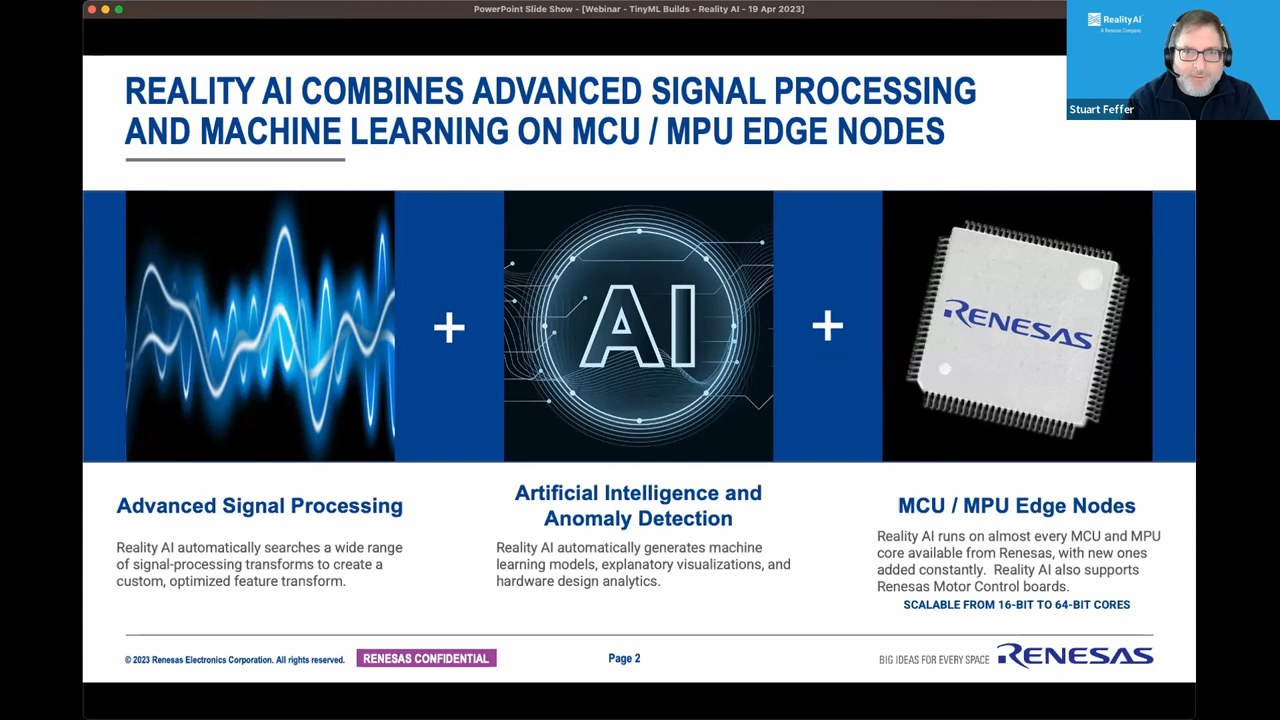 PowerPoint Slide Show - [Webinar - TinyML Builds - Reality AI - 19 Apr 2023]
Reality AI
A Renesas Company
Stuart Feffer
REALITY AI COMBINES ADVANCED SIGNAL PROCESSING
AND MACHINE LEARNING ON MCU / MPU EDGE NODES
+
AI
+
RENESAS
Advanced Signal Processing
Reality AI automatically searches a wide range
of signal-processing transforms to create a
custom, optimized feature transform.
Artificial Intelligence and
Anomaly Detection
Reality AI automatically generates machine
learning models, explanatory visualizations, and
hardware design analytics.
MCU / MPU Edge Nodes
Reality AI runs on almost every MCU and MPU
core available from Renesas, with new ones
added constantly. Reality AI also supports
Renesas Motor Control boards.
SCALABLE FROM 16-BIT TO 64-BIT CORES
© 2023 Renesas Electronics Corporation. All rights reserved.
RENESAS CONFIDENTIAL
Page 2
BIG IDEAS FOR EVERY SPACE
RENESAS